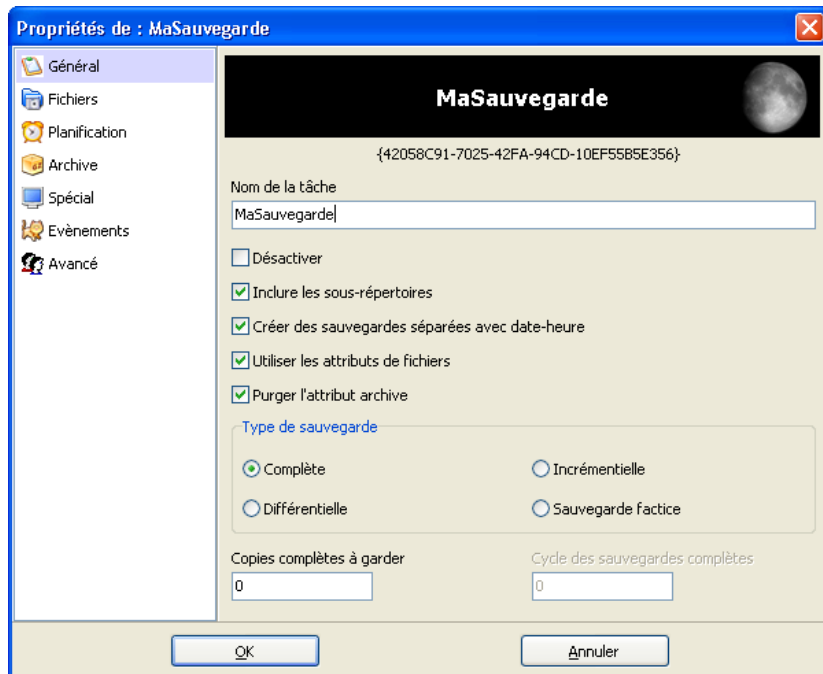 Propriétés de : MaSauvegarde
Général
Fichiers
Planification
Archive
Spécial
Evènements
Avancé
MaSauvegarde
{42058C91-7025-42FA-94CD-10EF55B5E356}
Nom de la tâche
MaSauvegarde
Désactiver
Inclure les sous-répertoires
Créer des sauvegardes séparées avec date-heure
Utiliser les attributs de fichiers
Purger l'attribut archive
Type de sauvegarde
Complète
Incrémentielle
Différentielle
Sauvegarde factice
Copies complètes à garder
Cycle des sauvegardes complètes
0
0
OK
Annuler